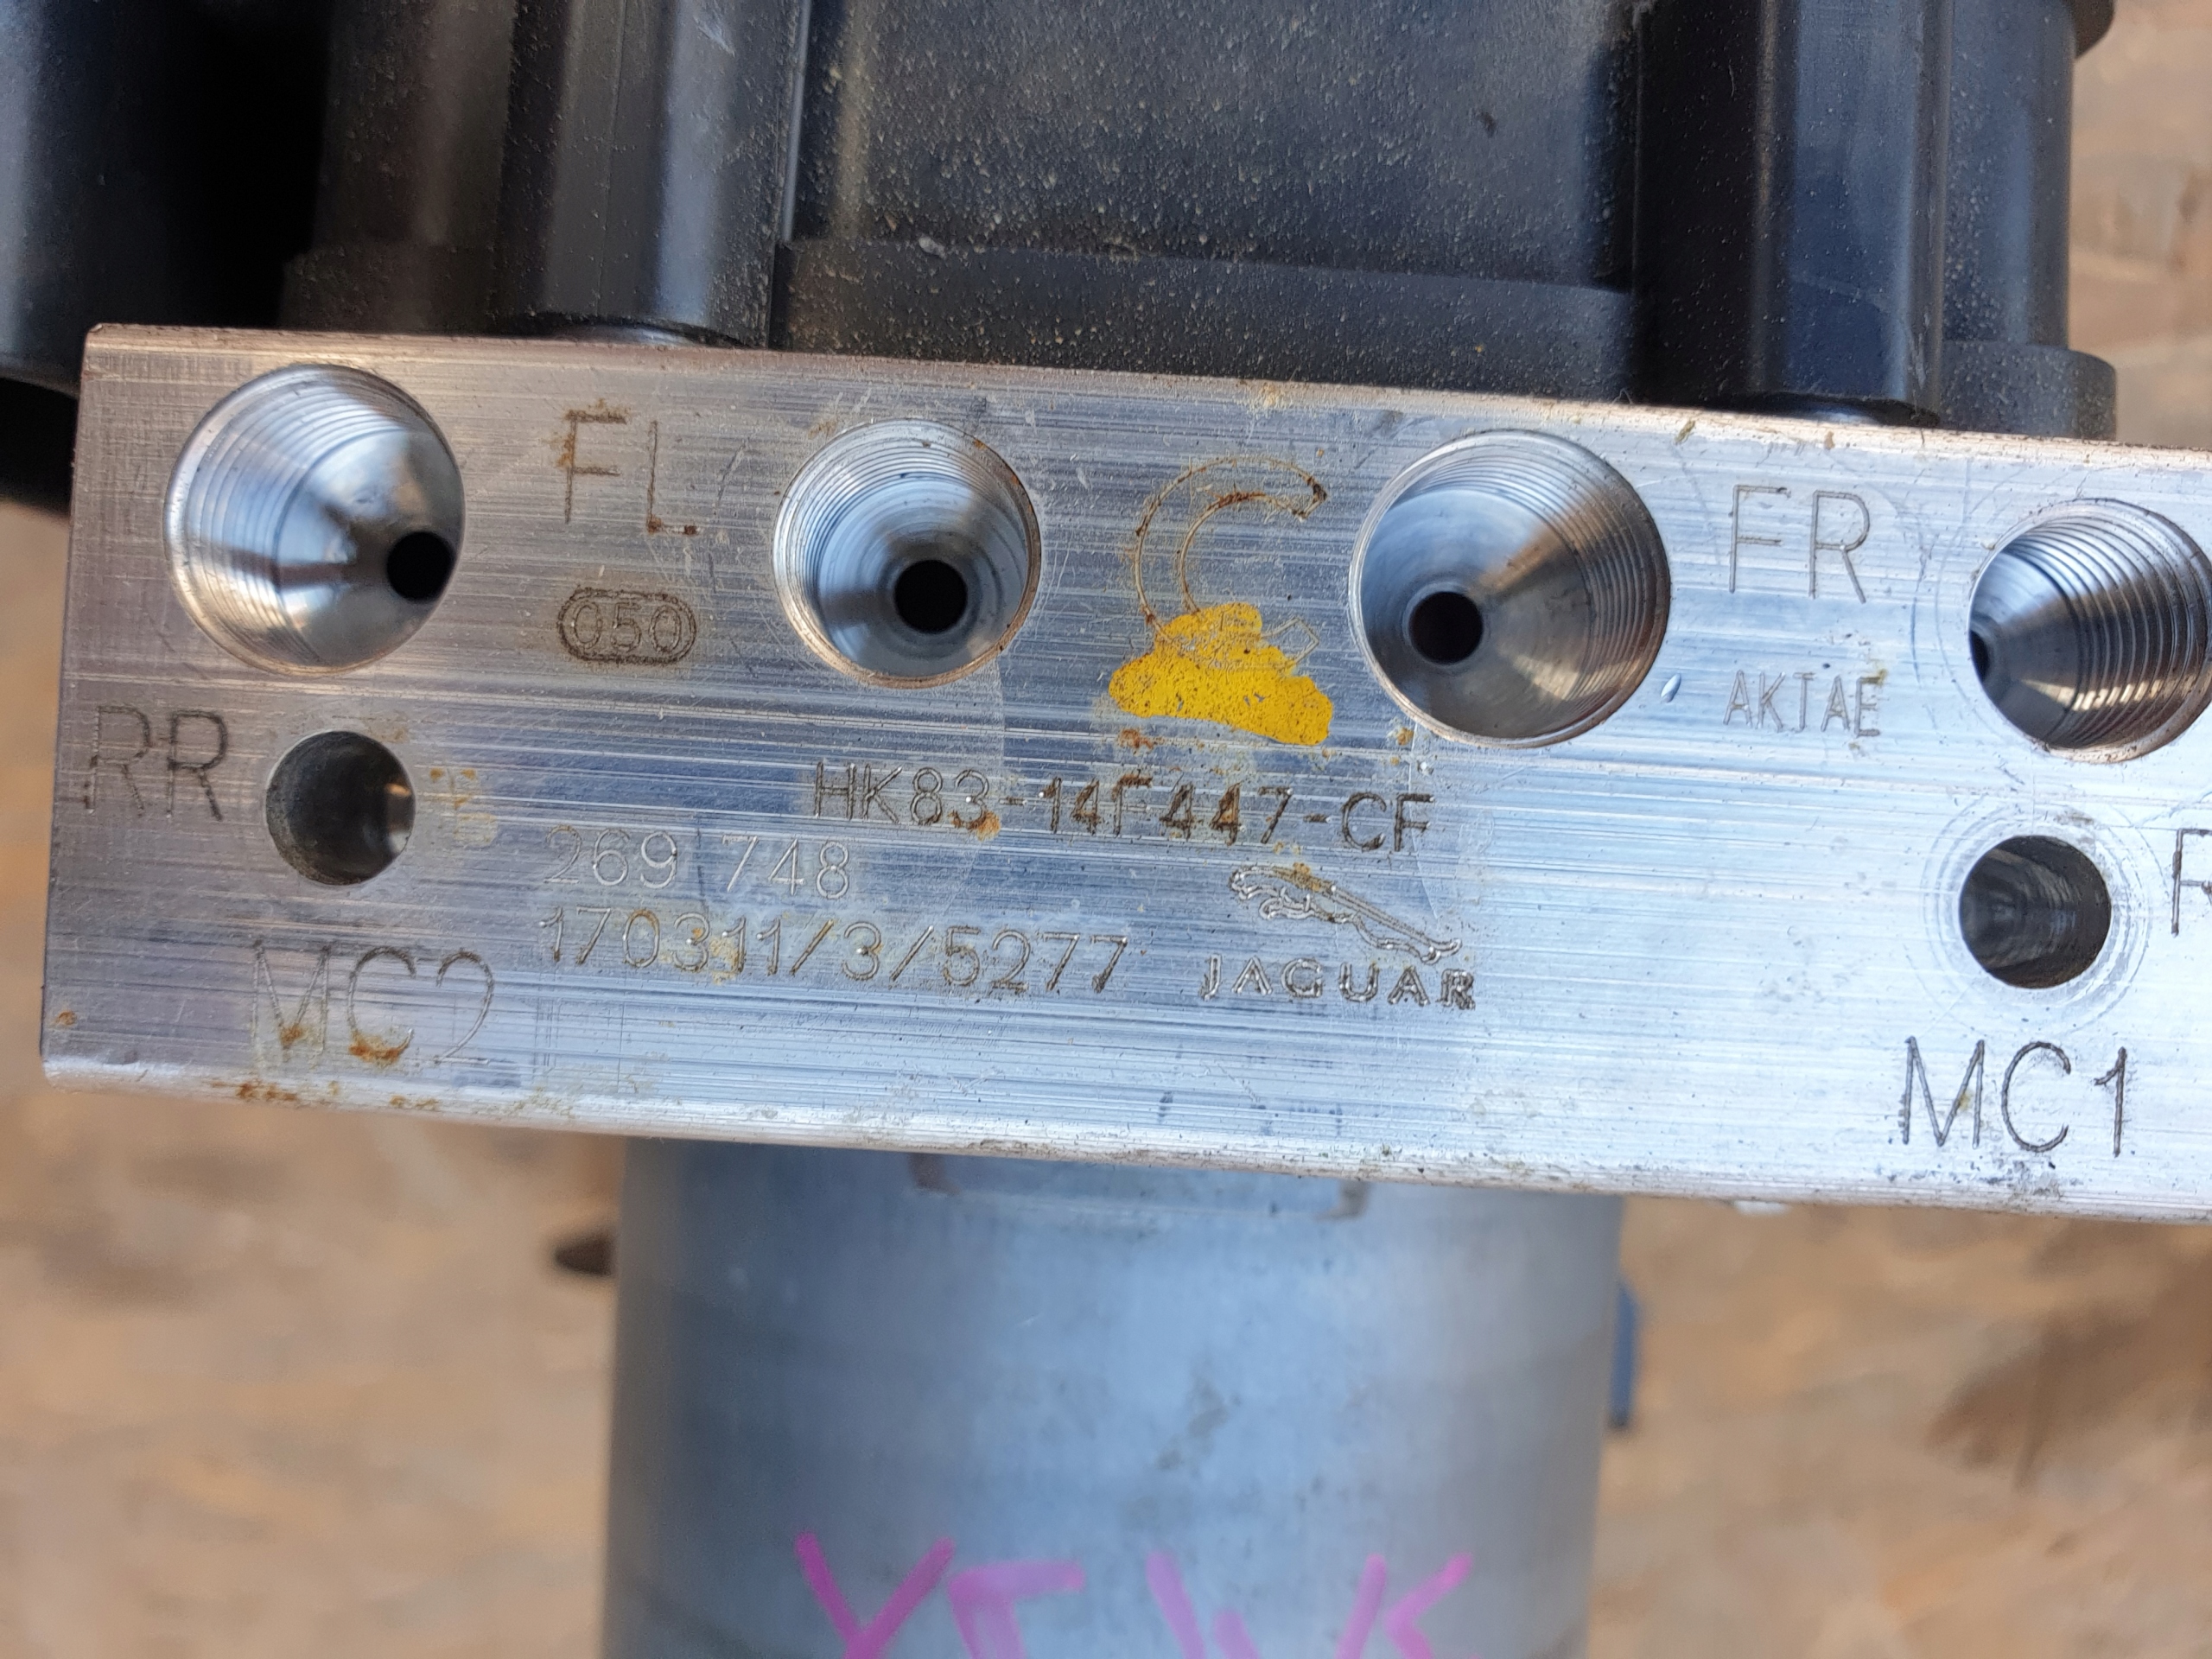 FL
FR
050
AKTAE
RR
HK83-14F447-CF
269 748
170311/3/5277
JAGUAR
MC2
MC1